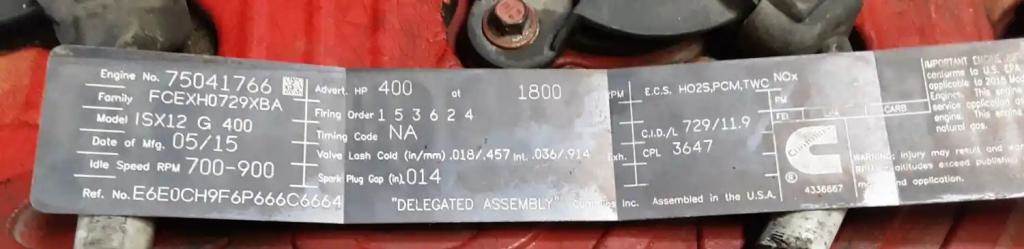 Engine No. 75041766
Family FCEXH0729XBA
Model ISX12 G 400
Date of Mfg. 05/15
Idle Speed RPM 700-900
Ref. No. E6E0CH9F6P666C6664
Advert. HP 400 at 1800 RPM
Firing Order 1 5 3 6 2 4
Timing Code NA
Valve Lash Cold (in/mm) .018/.457 Int. .036/.914 Exh.
Spark Plug Gap (in). 014
"DELEGATED ASSEMBLY" Cummins Inc. Assembled in the U.S.A.
E.C.S. HO2S,PCM,TWC
C.I.D./L 729/11.9
CPL 3647
NOx
PM
FEL
CARB
Cummins
®
4336667
IMPORTANT ENGINE
conforms to U.S. EPA
applicable to 2015
Engines. This engine
service application
engine. This engine
natural gas.
WARNING: Injury may result and
altitudes exceed published
and application.